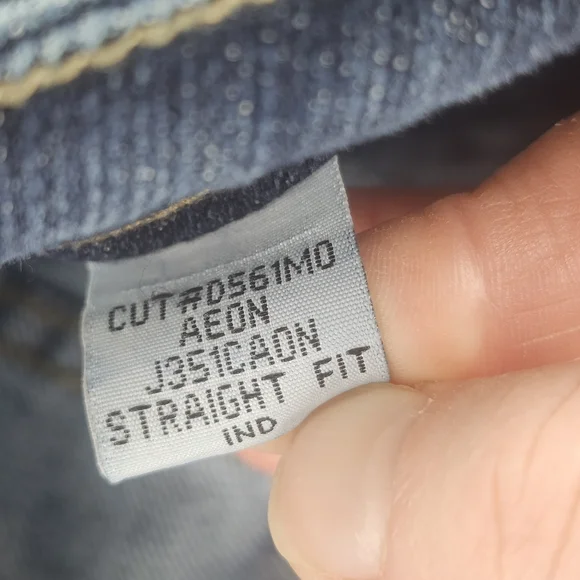 CUT#D561MD
AEON
J351CAON
STRAIGHT FIT
IND